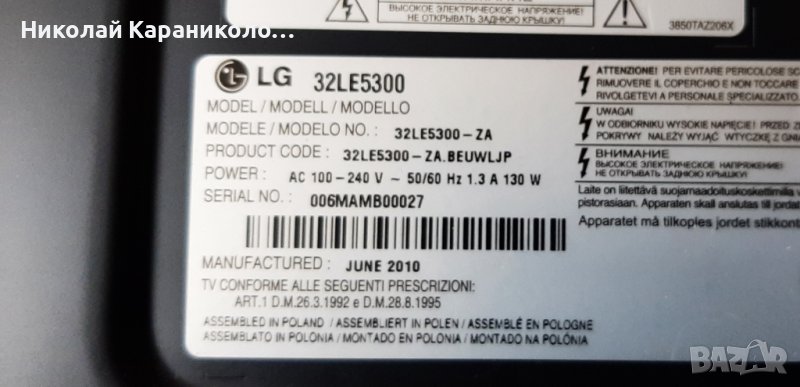 Николай Караниколо...
ВЫСОКОЕ ЭЛЕКТРИЧЕСКОЕ НАПРЯЖЕНИЕ!
НЕ ОТКРЫВАТЬ ЗАДНЮЮ КРЫШКУ!
3850TAZ206X
LG 32LE5300
MODEL / MODELL / MODELLO
MODELE / MODELO NO. : 32LE5300-ZA
PRODUCT CODE : 32LE5300-ZA.BEUWLJP
POWER : AC 100-240 V ~ 50/60 Hz 1.3 A 130 W
SERIAL NO. : 006MAMB00027
MANUFACTURED : JUNE 2010
TV CONFORME ALLE SEGUENTI PRESCRIZIONI:
ART.1 D.M.26.3.1992 e D.M.28.8.1995
ASSEMBLED IN POLAND / ASSEMBLIERT IN POLEN / ASSEMBLÉ EN POLOGNE
ASSEMBLATO IN POLONIA / MONTADO EN POLONIA / MONTADO NA POLÓNIA
ATTENZIONE! PER EVITARE PERICOLOSE SC
RIMUOVERE IL COPERCHIO E NON TOCCARE
RIVOLGETEVI A PERSONALE SPECIALIZZATO
UWAGA!
W ODBIORNIKU WYSOKIE NAPIĘCIE! PRZED Z
POKRYWY NALEŻY WYJĄĆ WTYCZKĘ Z GNI
ВНИМАНИЕ
ВЫСОКОЕ ЭЛЕКТРИЧЕСКОЕ НАПРЯЖЕНИЕ!
НЕ ОТКРЫВАТЬ ЗАДНЮЮ КРЫШКУ!
Laite on liitettävä suojamaadoituskoskettimilla v
pistorasiaan. Apparaten skall anslutas till jordat
Apparatet må tilkoples jordet stikkont
BAZAR